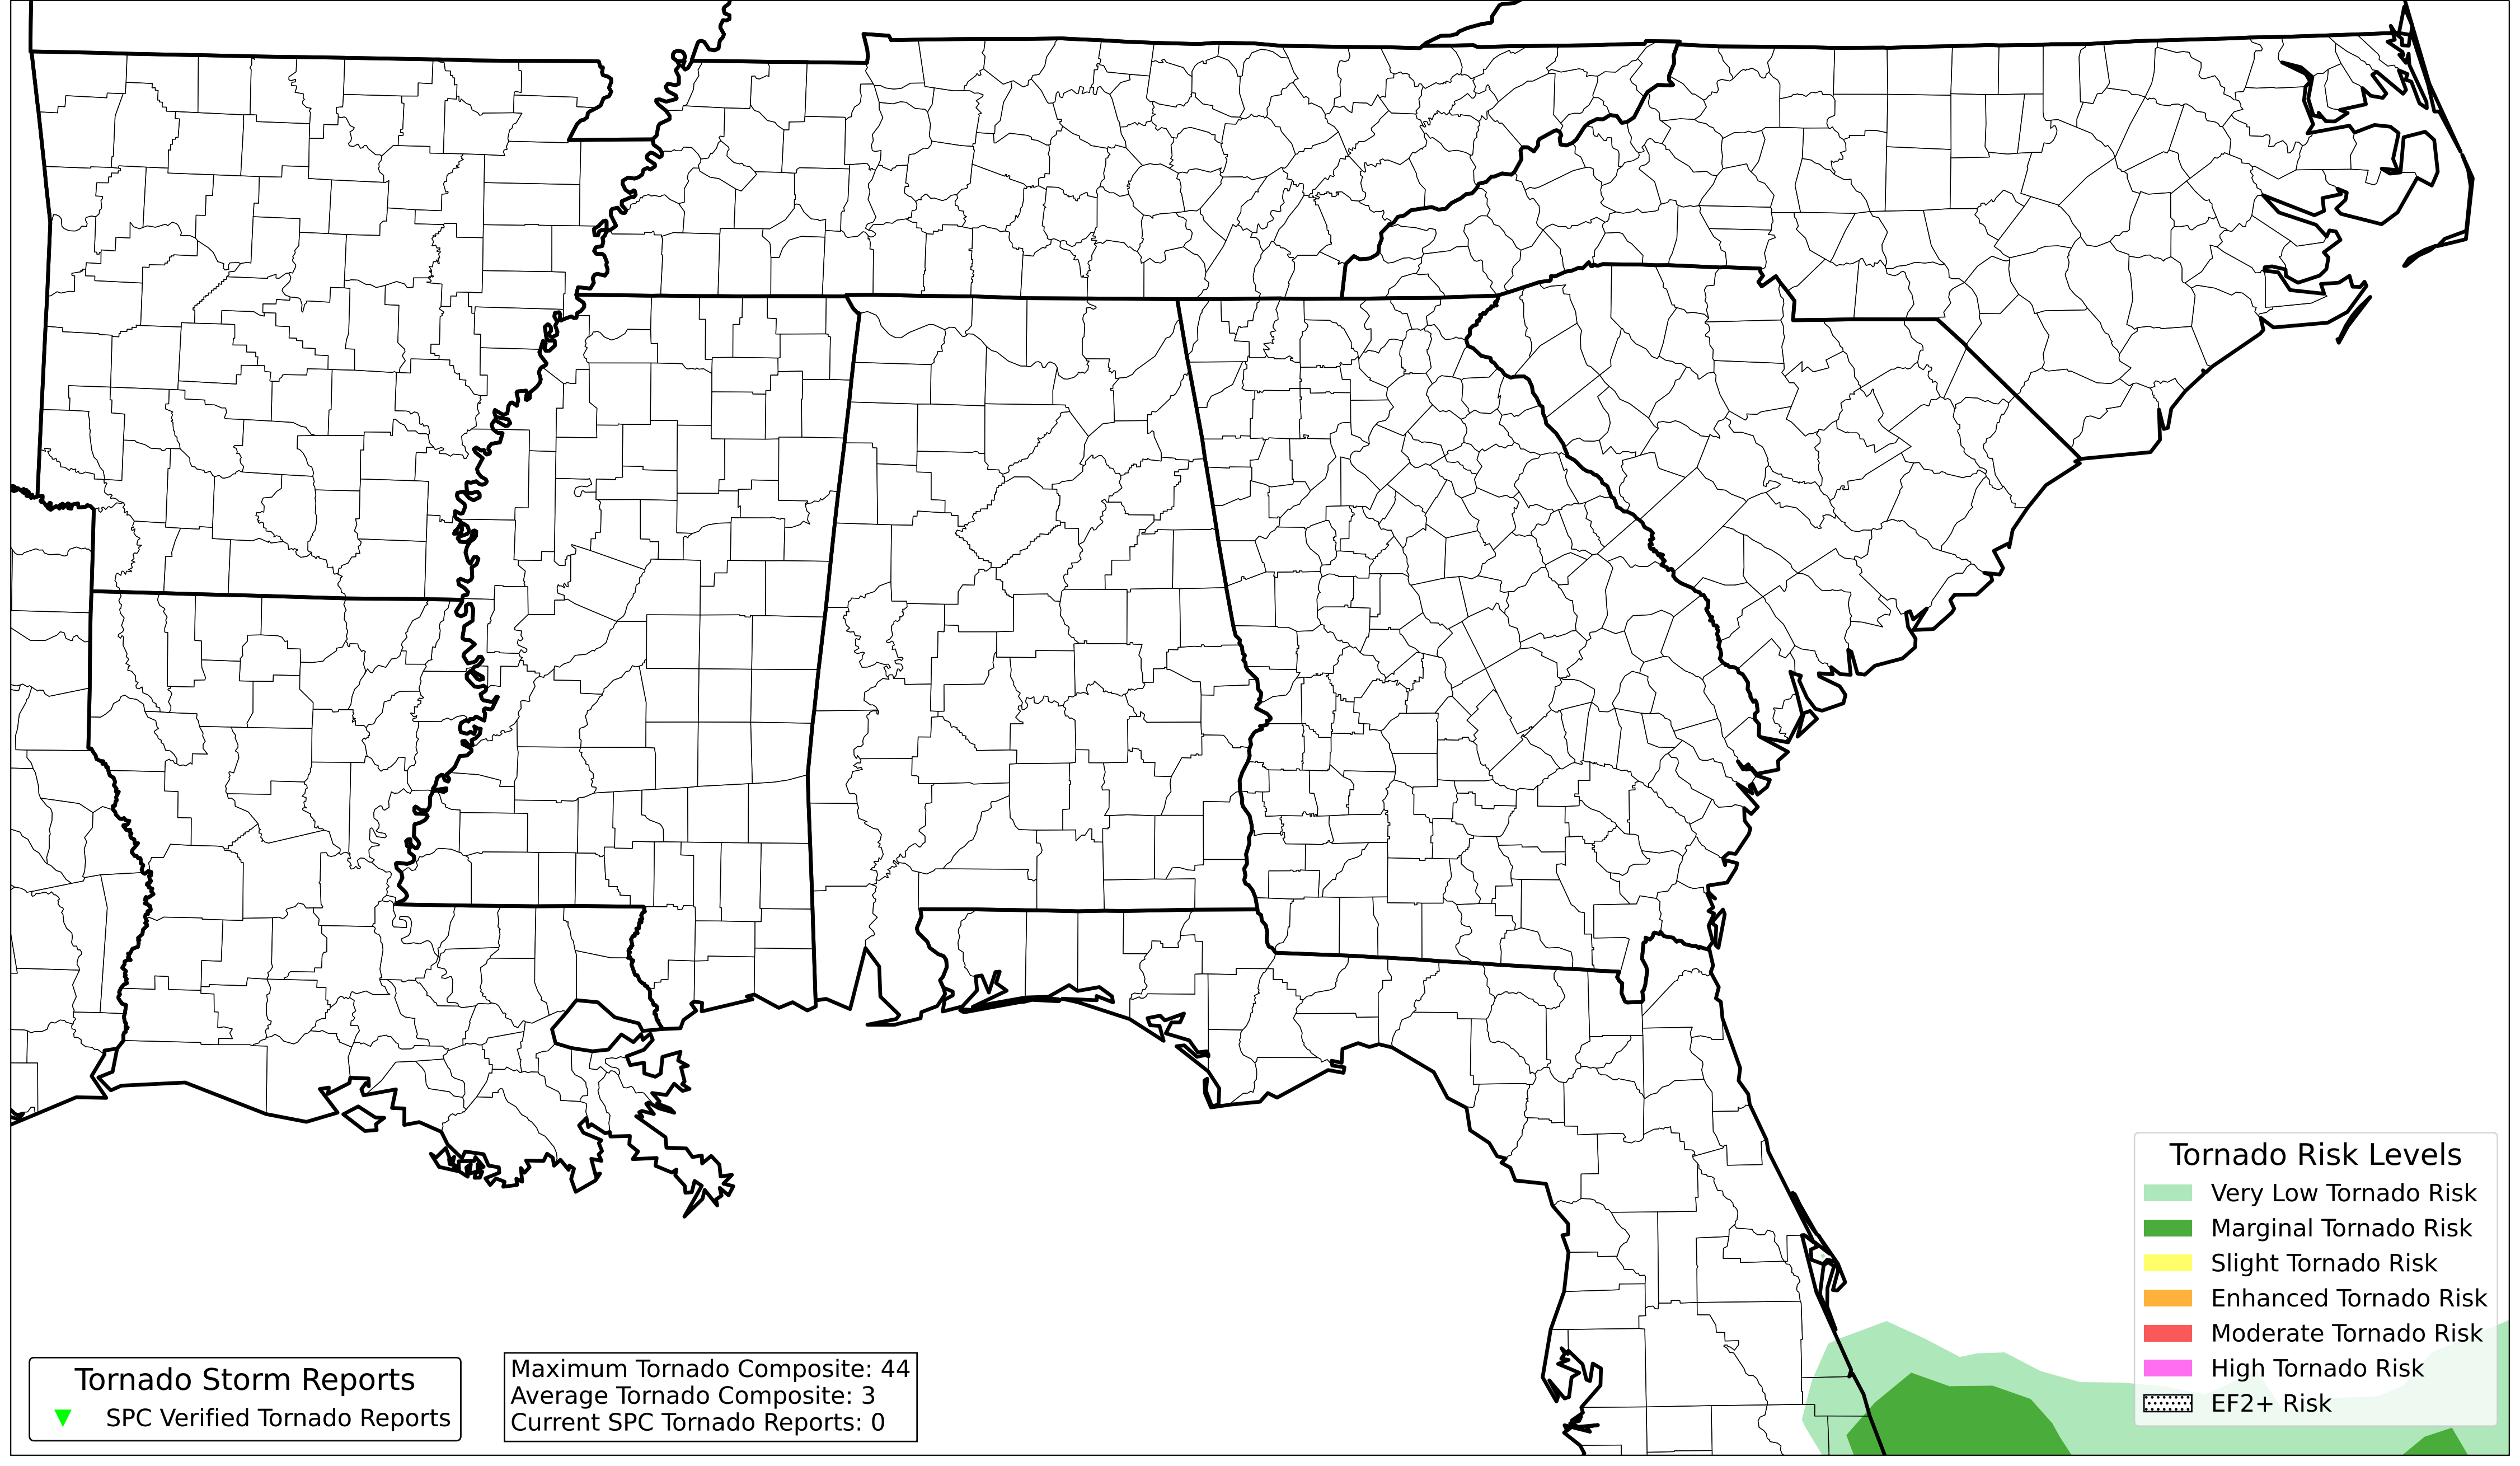 Tornado Risk Levels
Very Low Tornado Risk
Marginal Tornado Risk
Slight Tornado Risk
Enhanced Tornado Risk
Moderate Tornado Risk
High Tornado Risk
EF2+ Risk
Tornado Storm Reports
SPC Verified Tornado Reports
Maximum Tornado Composite: 44
Average Tornado Composite: 3
Current SPC Tornado Reports: 0